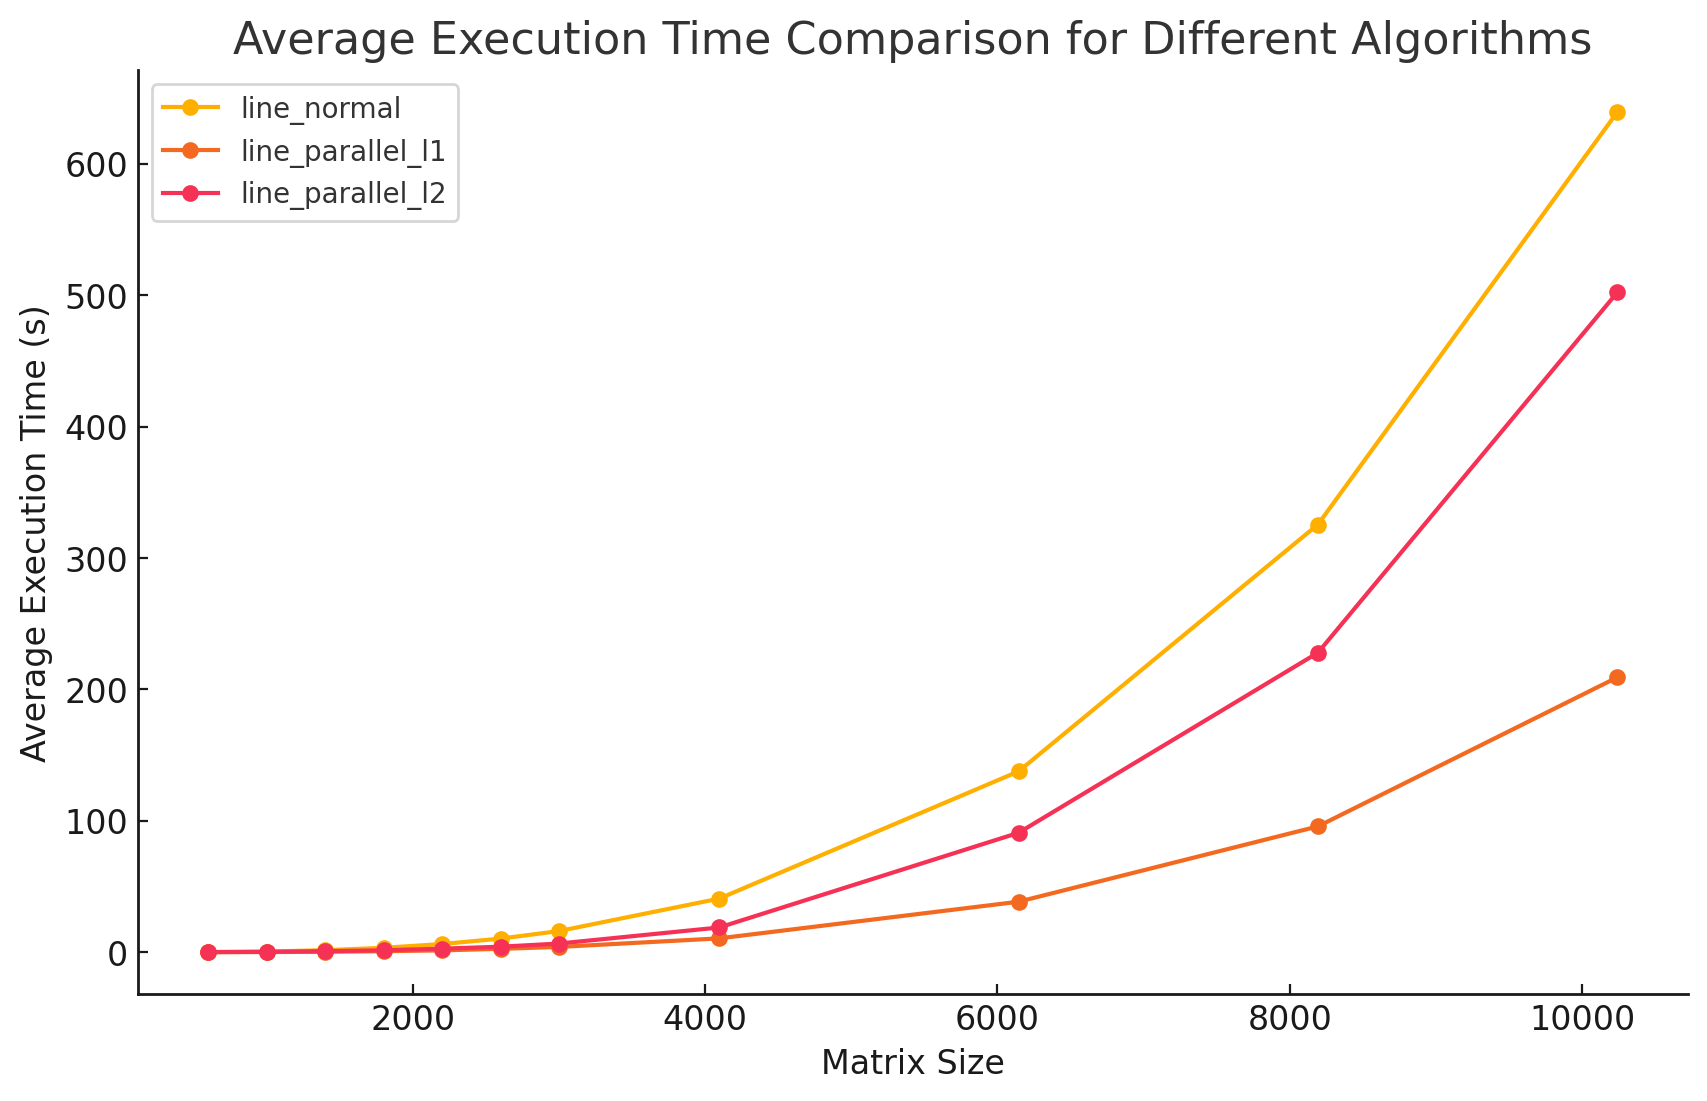 Average Execution Time Comparison for Different Algorithms
line_normal
line_parallel_l1
line_parallel_l2
Average Execution Time (s)
600
500
400
300
200
100
0
2000 4000 6000 8000 10000
Matrix Size